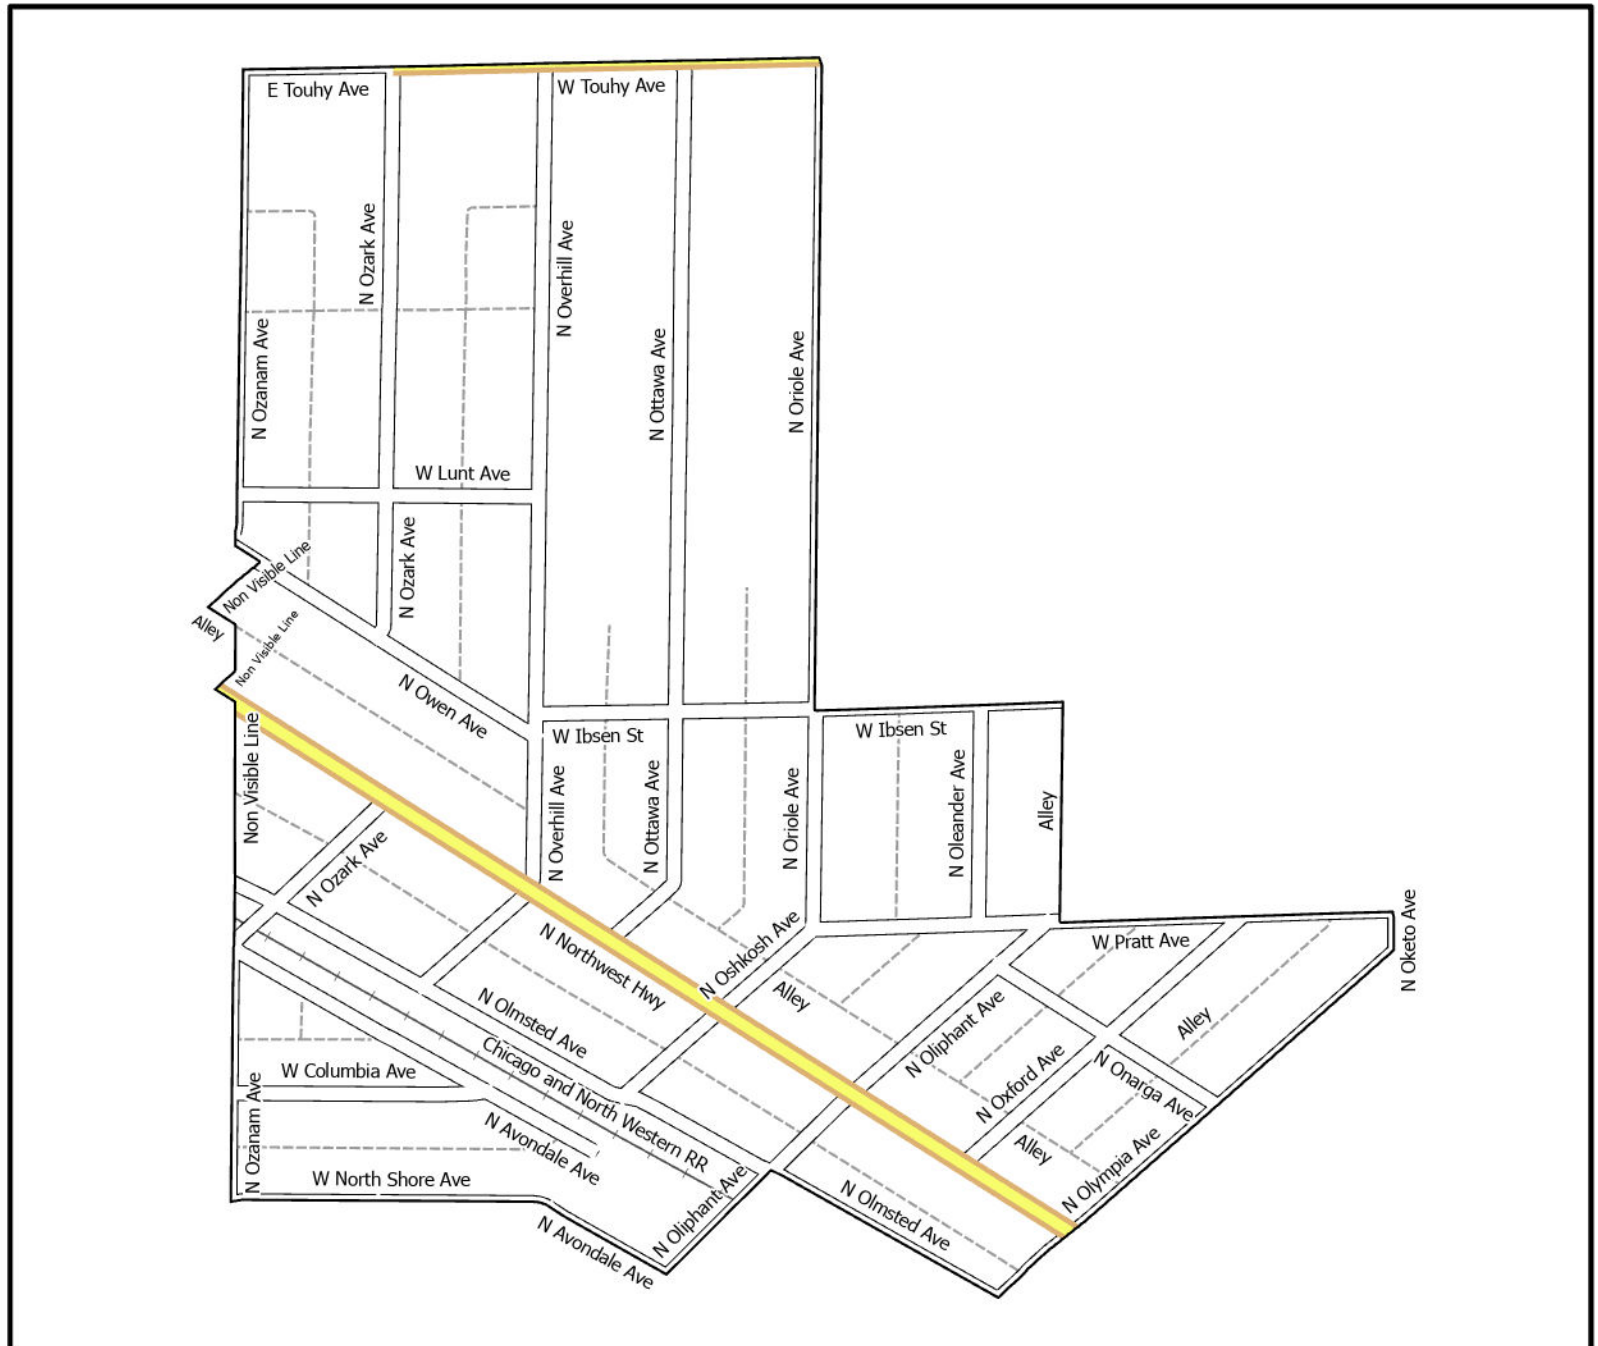 E Touhy Ave
W Touhy Ave
N Ozark Ave
N Overhill Ave
N Ozanam Ave
N Ottawa Ave
N Oriole Ave
W Lunt Ave
N Ozark Ave
Non Visible Line
Alley
Non Visible Line
N Owen Ave
W Ibsen St
W Ibsen St
Non Visible Line
N Overhill Ave
N Ottawa Ave
N Oriole Ave
N Oleander Ave
Alley
N Ozark Ave
N Northwest Hwy
N Oshkosh Ave
W Pratt Ave
N Oketo Ave
Alley
N Olmsted Ave
Alley
N Oliphant Ave
Chicago and North Western RR
W Columbia Ave
N Oxford Ave
N Onarga Ave
N Ozanam Ave
N Avondale Ave
Alley
N Olympia Ave
W North Shore Ave
N Oliphant Ave
N Olmsted Ave
N Avondale Ave